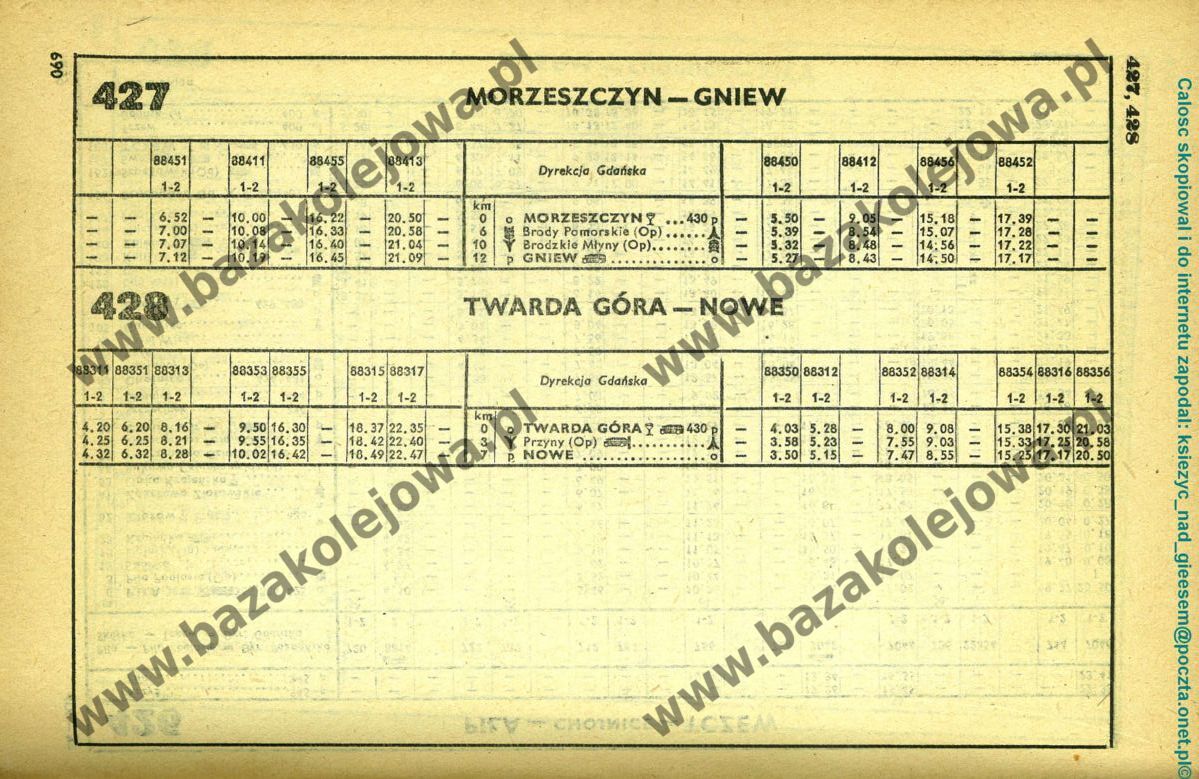 690
427, 428
427 MORZESZCZYN — GNIEW
88451 88411 88455 88413 Dyrekcja Gdańska 88450 88412 88456 88452
1-2 1-2 1-2 1-2 1-2 1-2 1-2 1-2
km
— — 6.52 — 10.00 — 16.22 — 20.50 — 0 o MORZESZCZYN ...430 p — 5.50 — 9.05 — 15.18 — 17.39 — —
— — 7.00 — 10.08 — 16.33 — 20.58 — 6 Brody Pomorskie (Op) — 5.39 — 8.54 — 15.07 — 17.28 — —
— — 7.07 — 10.14 — 16.40 — 21.04 — 10 Brodzkie Młyny (Op) — 5.32 — 8.48 — 14.56 — 17.22 — —
— — 7.12 — 10.19 — 16.45 — 21.09 — 12 p GNIEW o — 5.27 — 8.43 — 14.50 — 17.17 — —
428 TWARDA GÓRA — NOWE
88311 88351 88313 88353 88355 88315 88317 Dyrekcja Gdańska 88350 88312 88352 88314 88354 88316 88356
1-2 1-2 1-2 1-2 1-2 1-2 1-2 1-2 1-2 1-2 1-2 1-2 1-2 1-2
km
4.20 6.20 8.16 — 9.50 16.30 — 18.37 22.35 — 0 o TWARDA GÓRA 430 p — 4.03 5.28 — 8.00 9.08 — 15.38 17.30 21.03
4.25 6.25 8.21 — 9.55 16.35 — 18.42 22.40 — 3 Przyny (Op) — 3.58 5.23 — 7.55 9.03 — 15.33 17.25 20.58
4.32 6.32 8.28 — 10.02 16.42 — 18.49 22.47 — 7 p NOWE o — 3.50 5.15 — 7.47 8.55 — 15.25 17.17 20.50
www.bazakolejowa.pl
www.bazakolejowa.pl
www.bazakolejowa.pl
www.bazakolejowa.pl
Calosc skopiowal i do internetu zapodal: ksiezyc_nad_gieesem@poczta.onet.pl©